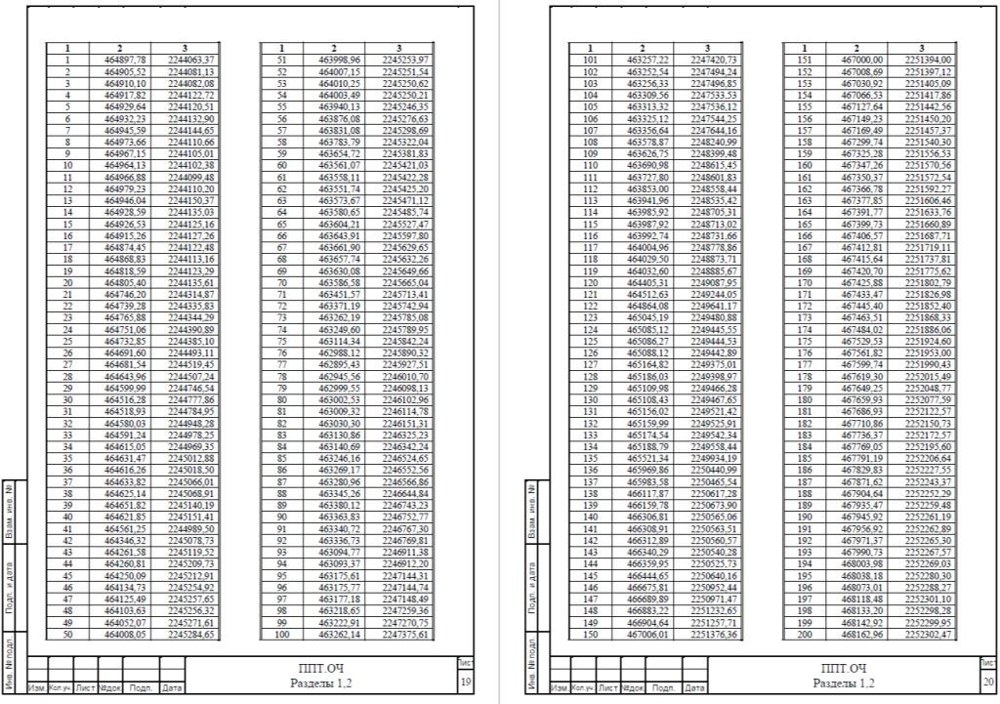 1 2 3
1 464897,78 2244063,37
2 464905,52 2244081,13
3 464910,10 2244082,08
4 464917,82 2244122,72
5 464929,64 2244120,51
6 464932,23 2244132,90
7 464945,59 2244144,65
8 464973,66 2244110,66
9 464967,15 2244105,01
10 464964,13 2244102,38
11 464966,88 2244099,48
12 464979,23 2244110,20
13 464946,04 2244150,37
14 464928,59 2244135,03
15 464926,53 2244125,16
16 464915,26 2244127,26
17 464874,45 2244122,48
18 464868,83 2244113,16
19 464818,59 2244123,29
20 464805,40 2244135,61
21 464746,20 2244314,87
22 464739,28 2244335,83
23 464765,88 2244344,29
24 464751,06 2244390,89
25 464732,85 2244385,10
26 464691,60 2244493,11
27 464681,54 2244519,45
28 464643,96 2244507,24
29 464599,99 2244746,54
30 464516,28 2244777,86
31 464518,93 2244784,95
32 464580,03 2244948,28
33 464591,24 2244978,25
34 464615,05 2244969,35
35 464631,47 2245012,88
36 464616,26 2245018,50
37 464633,82 2245066,01
38 464625,14 2245068,91
39 464651,82 2245140,19
40 464621,85 2245151,41
41 464561,25 2244989,50
42 464346,32 2245078,73
43 464261,58 2245119,52
44 464260,81 2245209,73
45 464250,09 2245212,91
46 464134,73 2245254,92
47 464125,49 2245257,65
48 464103,63 2245256,32
49 464052,07 2245271,61
50 464008,05 2245284,65
1 2 3
51 463998,96 2245253,97
52 464007,15 2245251,54
53 464010,25 2245250,62
54 464003,49 2245250,21
55 463940,13 2245246,35
56 463876,08 2245276,63
57 463831,08 2245298,69
58 463783,79 2245322,04
59 463654,72 2245381,83
60 463561,07 2245421,03
61 463558,11 2245422,28
62 463551,74 2245425,20
63 463573,67 2245471,12
64 463580,65 2245485,74
65 463604,21 2245527,47
66 463643,91 2245597,80
67 463661,90 2245629,65
68 463657,74 2245632,26
69 463630,08 2245649,66
70 463586,58 2245665,04
71 463451,57 2245713,41
72 463371,19 2245742,94
73 463262,19 2245785,08
74 463249,60 2245789,95
75 463114,34 2245842,24
76 462988,12 2245890,32
77 462895,43 2245927,51
78 462945,56 2246010,70
79 462999,55 2246098,13
80 463002,53 2246102,96
81 463009,32 2246114,78
82 463030,30 2246151,31
83 463130,86 2246325,23
84 463140,69 2246342,24
85 463246,16 2246524,65
86 463269,17 2246552,56
87 463280,96 2246566,86
88 463345,26 2246644,84
89 463380,12 2246743,23
90 463363,83 2246752,77
91 463340,72 2246767,30
92 463336,73 2246769,81
93 463094,77 2246911,38
94 463093,37 2246912,20
95 463175,61 2247144,31
96 463175,77 2247144,74
97 463177,18 2247148,49
98 463218,65 2247259,36
99 463222,91 2247270,75
100 463262,14 2247375,61
Взам. инв. №
Подп. и дата
Инв. № подл.
Изм. Кол.уч. Лист №док Подп. Дата
ППТ.ОЧ
Разделы 1,2
Лист
19
1 2 3
101 463257,22 2247420,73
102 463252,54 2247494,24
103 463256,33 2247496,85
104 463309,56 2247533,53
105 463313,32 2247536,12
106 463325,12 2247544,25
107 463356,64 2247644,16
108 463578,87 2248240,99
109 463626,75 2248399,48
110 463690,98 2248615,45
111 463727,80 2248601,83
112 463853,00 2248558,44
113 463941,96 2248535,42
114 463985,92 2248705,31
115 463987,92 2248713,02
116 463992,74 2248731,66
117 464004,96 2248778,86
118 464029,50 2248873,71
119 464032,60 2248885,67
120 464405,31 2249087,95
121 464512,63 2249244,05
122 464864,08 2249641,17
123 465045,19 2249480,88
124 465085,12 2249445,55
125 465086,27 2249444,53
126 465088,12 2249442,89
127 465164,82 2249375,01
128 465186,03 2249398,97
129 465109,98 2249466,28
130 465108,43 2249467,65
131 465156,02 2249521,42
132 465159,99 2249525,91
133 465174,54 2249542,34
134 465188,79 2249558,44
135 465521,34 2249934,19
136 465969,86 2250440,99
137 465983,58 2250465,54
138 466117,87 2250617,28
139 466159,78 2250673,90
140 466306,81 2250565,06
141 466308,91 2250563,51
142 466312,89 2250560,57
143 466340,29 2250540,28
144 466359,95 2250525,73
145 466444,65 2250640,16
146 466675,81 2250952,44
147 466689,89 2250971,47
148 466883,22 2251232,65
149 466904,64 2251257,71
150 467006,01 2251376,36
1 2 3
151 467000,00 2251394,00
152 467008,69 2251397,12
153 467030,92 2251405,09
154 467066,53 2251417,86
155 467127,64 2251442,56
156 467149,23 2251450,20
157 467169,49 2251457,37
158 467299,74 2251540,30
159 467325,28 2251556,53
160 467347,26 2251570,56
161 467350,37 2251572,54
162 467366,78 2251592,27
163 467377,85 2251606,46
164 467391,77 2251633,76
165 467399,73 2251660,89
166 467406,57 2251687,71
167 467412,81 2251719,11
168 467415,64 2251737,81
169 467420,70 2251775,62
170 467425,88 2251802,79
171 467433,47 2251826,98
172 467445,40 2251852,40
173 467463,51 2251868,33
174 467484,02 2251886,06
175 467529,53 2251924,60
176 467561,82 2251953,00
177 467599,74 2251990,43
178 467619,30 2252015,49
179 467649,25 2252048,77
180 467659,93 2252077,59
181 467686,93 2252122,57
182 467710,86 2252150,73
183 467736,37 2252172,57
184 467769,05 2252195,60
185 467791,19 2252206,64
186 467829,83 2252227,55
187 467871,62 2252243,37
188 467904,64 2252252,29
189 467935,47 2252259,48
190 467945,92 2252261,19
191 467956,92 2252262,89
192 467971,37 2252265,30
193 467990,73 2252267,57
194 468003,98 2252269,03
195 468038,18 2252280,30
196 468073,01 2252288,27
197 468118,48 2252301,10
198 468133,20 2252298,28
199 468142,92 2252299,95
200 468162,96 2252302,47
Взам. инв. №
Подп. и дата
Инв. № подл.
Изм. Кол.уч. Лист №док Подп. Дата
ППТ.ОЧ
Разделы 1,2
Лист
20